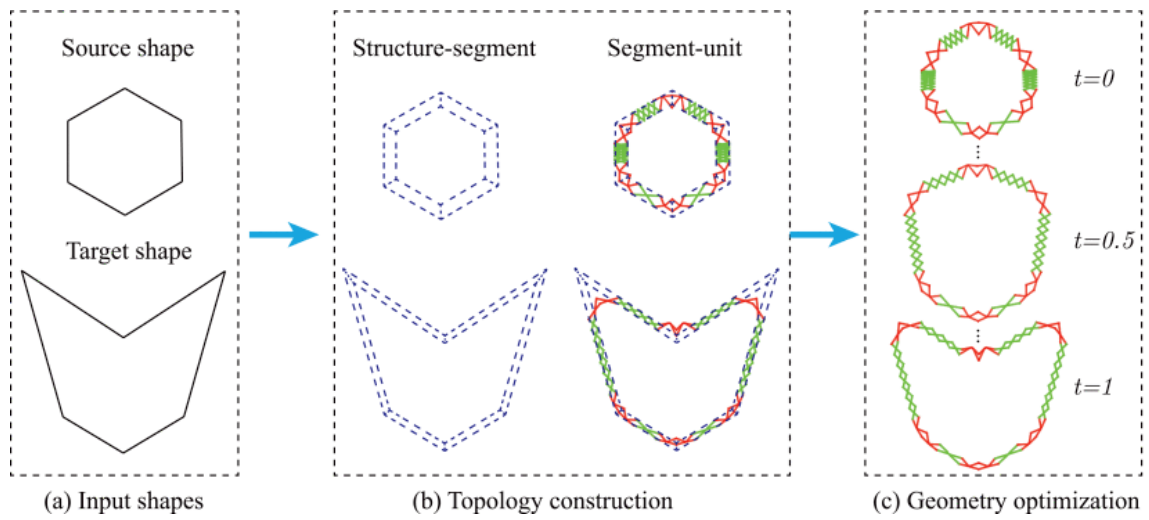 Source shape
Target shape
(a) Input shapes
Structure-segment
Segment-unit
(b) Topology construction
t=0
t=0.5
t=1
(c) Geometry optimization